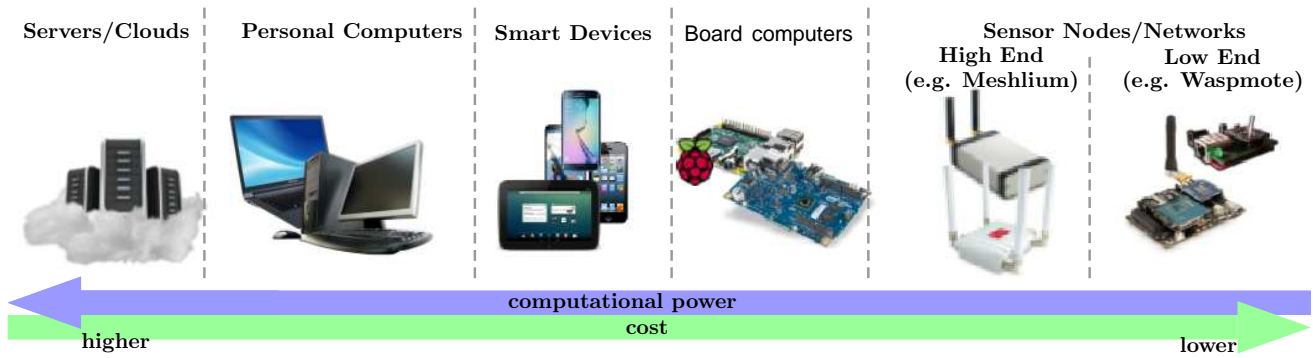 Servers/Clouds
Personal Computers
Smart Devices
Board computers
Sensor Nodes/Networks
High End
(e.g. Meshlium)
Low End
(e.g. Waspmote)
computational power
cost
higher
lower